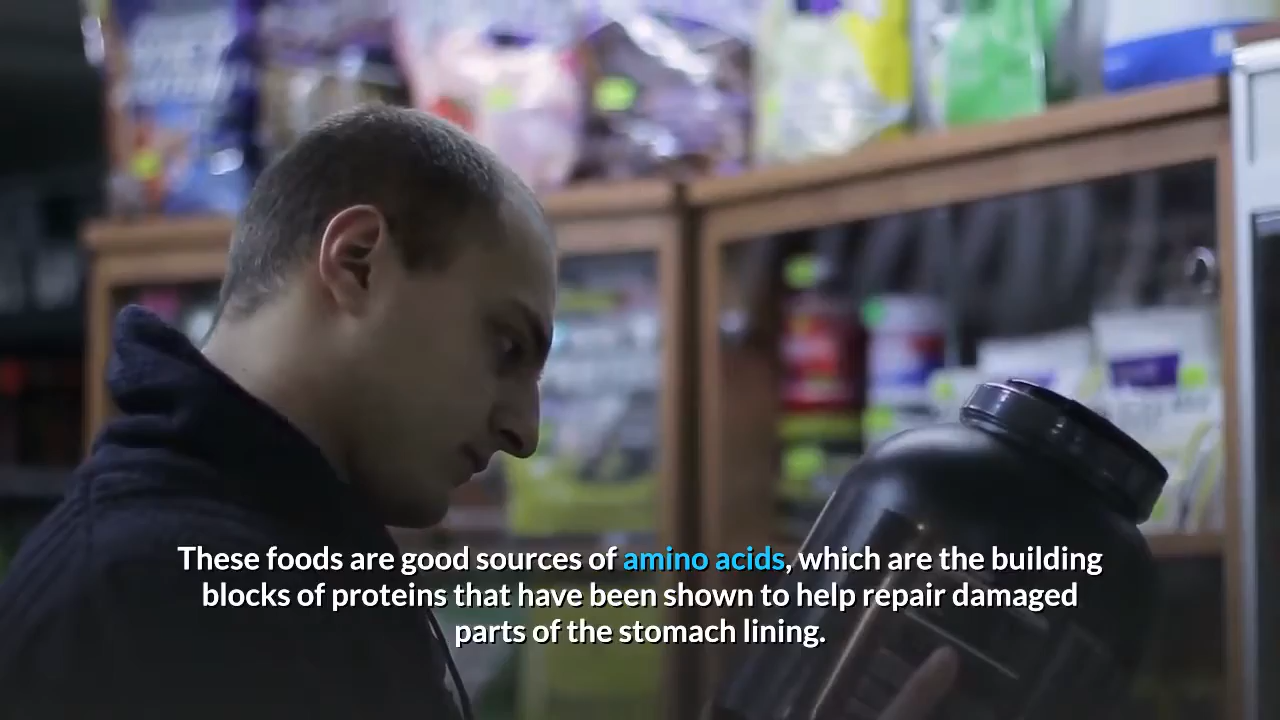 These foods are good sources of amino acids, which are the building
blocks of proteins that have been shown to help repair damaged
parts of the stomach lining.